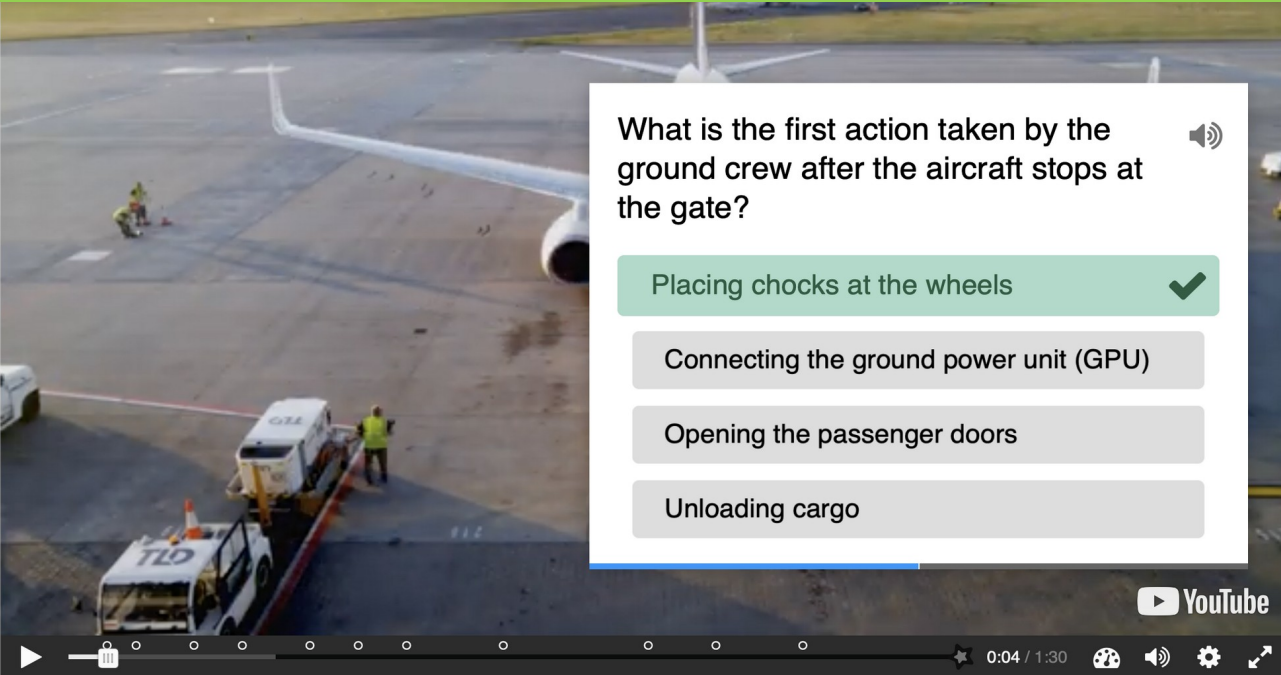 What is the first action taken by the
ground crew after the aircraft stops at
the gate?
Placing chocks at the wheels
Connecting the ground power unit (GPU)
Opening the passenger doors
Unloading cargo
TLD
TLD
YouTube
0:04 / 1:30